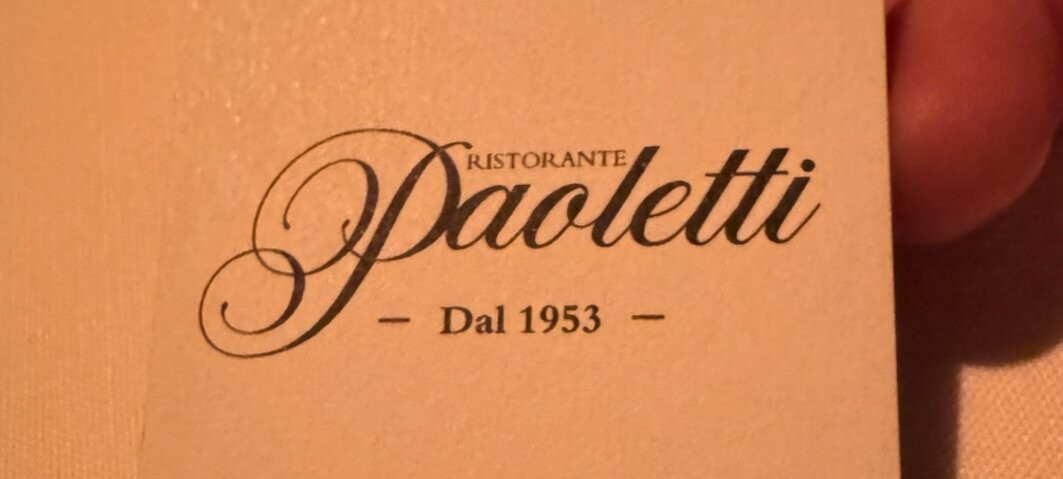 RISTORANTE
Paoletti
– Dal 1953 –